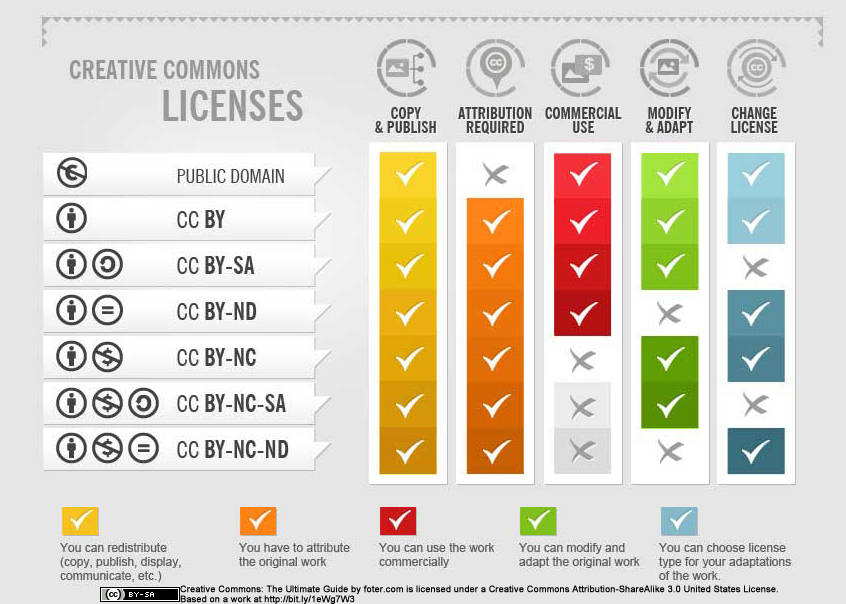 CREATIVE COMMONS
LICENSES
COPY
& PUBLISH
ATTRIBUTION
REQUIRED
COMMERCIAL
USE
MODIFY
& ADAPT
CHANGE
LICENSE
PUBLIC DOMAIN
CC BY
CC BY-SA
CC BY-ND
CC BY-NC
CC BY-NC-SA
CC BY-NC-ND
You can redistribute
(copy, publish, display,
communicate, etc.)
You have to attribute
the original work
You can use the work
commercially
You can modify and
adapt the original work
You can choose license
type for your adaptations
of the work.
cc BY-SA
Creative Commons: The Ultimate Guide by foter.com is licensed under a Creative Commons Attribution-ShareAlike 3.0 United States License.
Based on a work at http://bit.ly/1eWg7W3